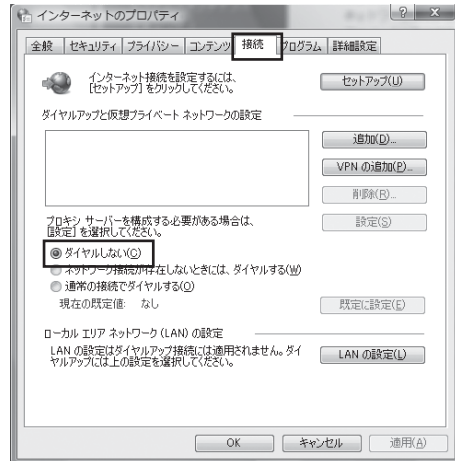 インターネットのプロパティ
全般 セキュリティ プライバシー コンテンツ 接続 プログラム 詳細設定
インターネット接続を設定するには、 セットアップ(U)
[セットアップ] をクリックしてください。
ダイヤルアップと仮想プライベート ネットワークの設定
追加(D)...
VPN の追加(P)...
削除(R)...
プロキシ サーバーを構成する必要がある場合は、 設定(S)
[設定] を選択してください。
ダイヤルしない(C)
ネットワーク接続が存在しないときには、ダイヤルする(W)
通常の接続でダイヤルする(O)
現在の既定値: なし 既定に設定(E)
ローカル エリア ネットワーク (LAN) の設定
LAN の設定はダイヤルアップ接続には適用されません。ダイ LAN の設定(L)
ヤルアップには上の設定を選択してください。
OK キャンセル 適用(A)